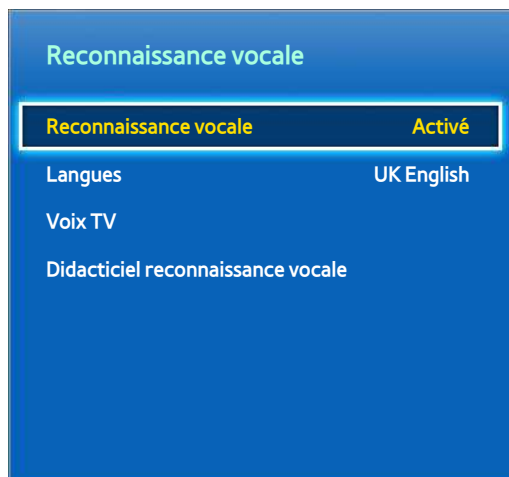 Reconnaissance vocale
Reconnaissance vocale Activé
Langues UK English
Voix TV
Didacticiel reconnaissance vocale